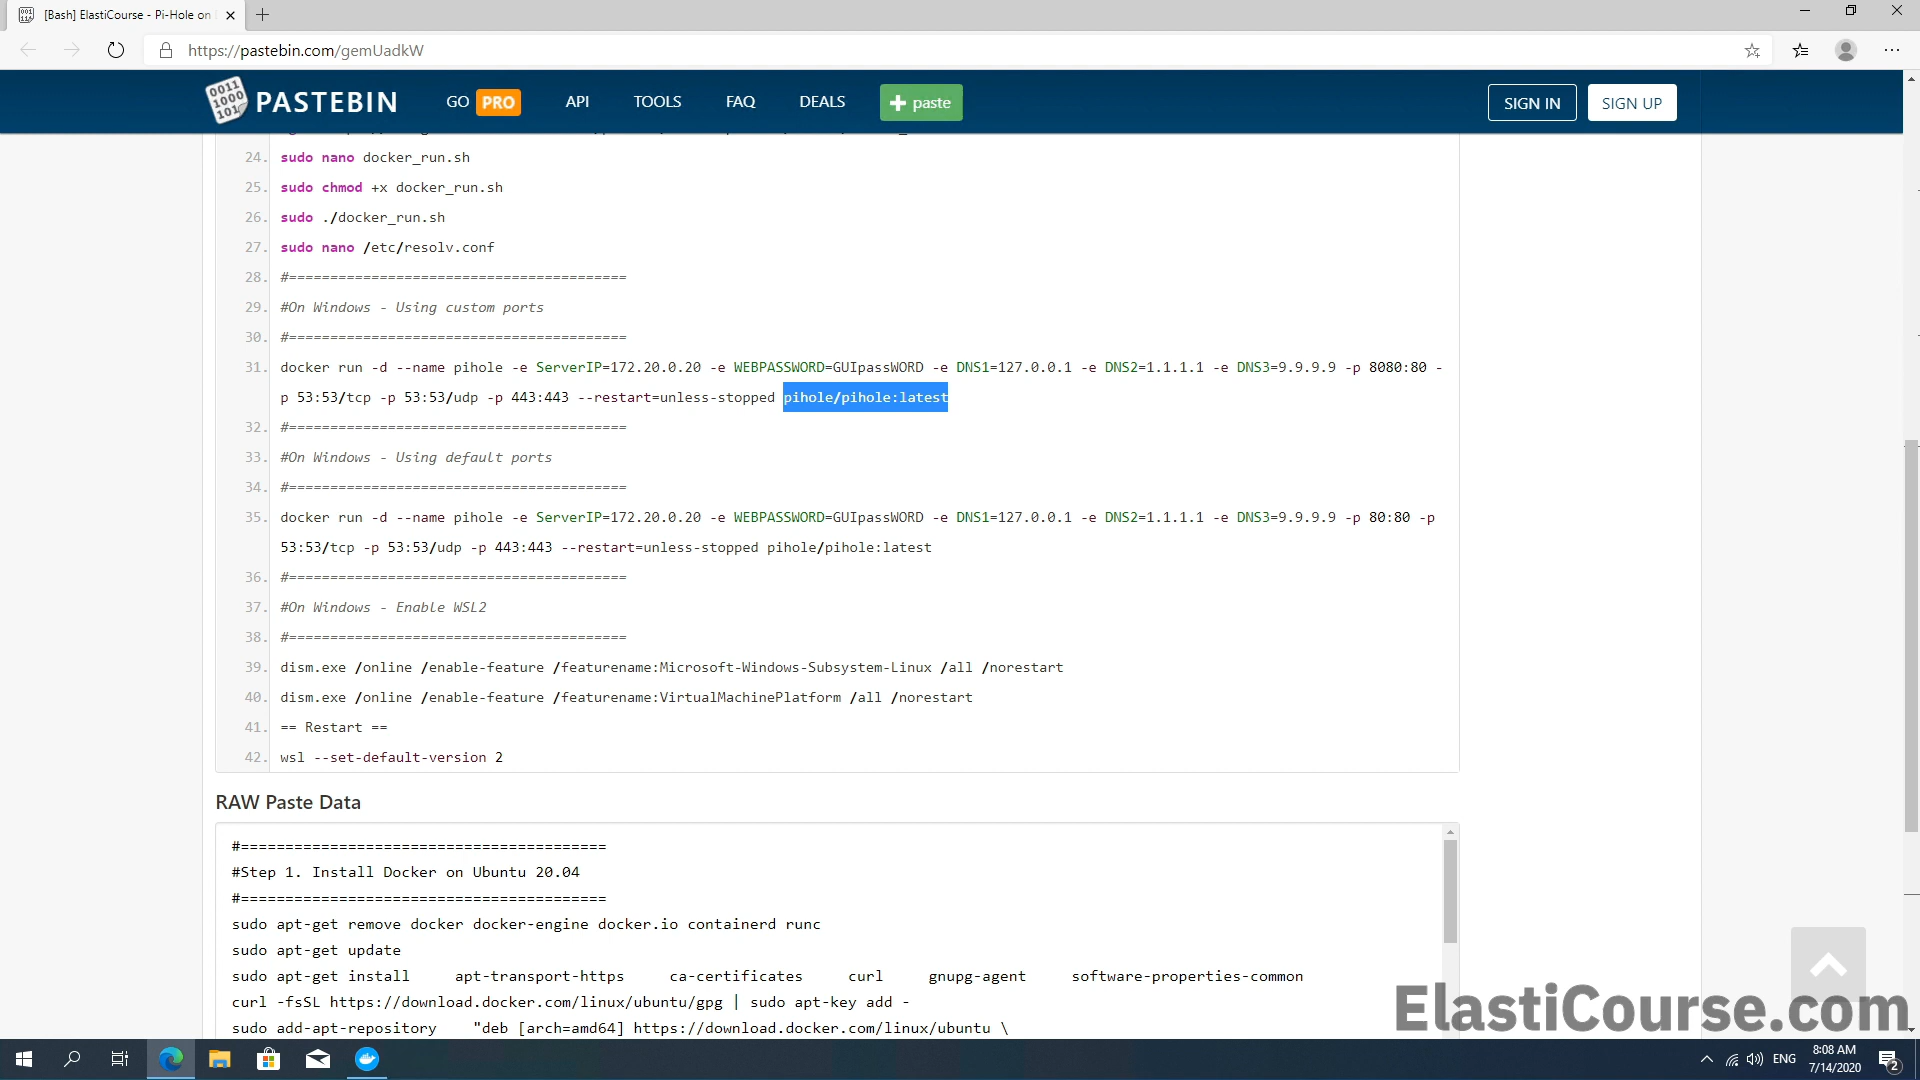 [Bash] ElastiCourse - Pi-Hole on
https://pastebin.com/gemUadkW
0011
1000
101
PASTEBIN
GO PRO
API
TOOLS
FAQ
DEALS
paste
SIGN IN
SIGN UP
24. sudo nano docker_run.sh
25. sudo chmod +x docker_run.sh
26. sudo ./docker_run.sh
27. sudo nano /etc/resolv.conf
28. #=========================================
29. #On Windows - Using custom ports
30. #=========================================
31. docker run -d --name pihole -e ServerIP=172.20.0.20 -e WEBPASSWORD=GUIpassWORD -e DNS1=127.0.0.1 -e DNS2=1.1.1.1 -e DNS3=9.9.9.9 -p 8080:80 -
p 53:53/tcp -p 53:53/udp -p 443:443 --restart=unless-stopped pihole/pihole:latest
32. #=========================================
33. #On Windows - Using default ports
34. #=========================================
35. docker run -d --name pihole -e ServerIP=172.20.0.20 -e WEBPASSWORD=GUIpassWORD -e DNS1=127.0.0.1 -e DNS2=1.1.1.1 -e DNS3=9.9.9.9 -p 80:80 -p
53:53/tcp -p 53:53/udp -p 443:443 --restart=unless-stopped pihole/pihole:latest
36. #=========================================
37. #On Windows - Enable WSL2
38. #=========================================
39. dism.exe /online /enable-feature /featurename:Microsoft-Windows-Subsystem-Linux /all /norestart
40. dism.exe /online /enable-feature /featurename:VirtualMachinePlatform /all /norestart
41. == Restart ==
42. wsl --set-default-version 2
RAW Paste Data
#=========================================
#Step 1. Install Docker on Ubuntu 20.04
#=========================================
sudo apt-get remove docker docker-engine docker.io containerd runc
sudo apt-get update
sudo apt-get install     apt-transport-https     ca-certificates     curl     gnupg-agent     software-properties-common
curl -fsSL https://download.docker.com/linux/ubuntu/gpg | sudo apt-key add -
sudo add-apt-repository    "deb [arch=amd64] https://download.docker.com/linux/ubuntu \
ElastiCourse.com
ENG
8:08 AM
7/14/2020
2